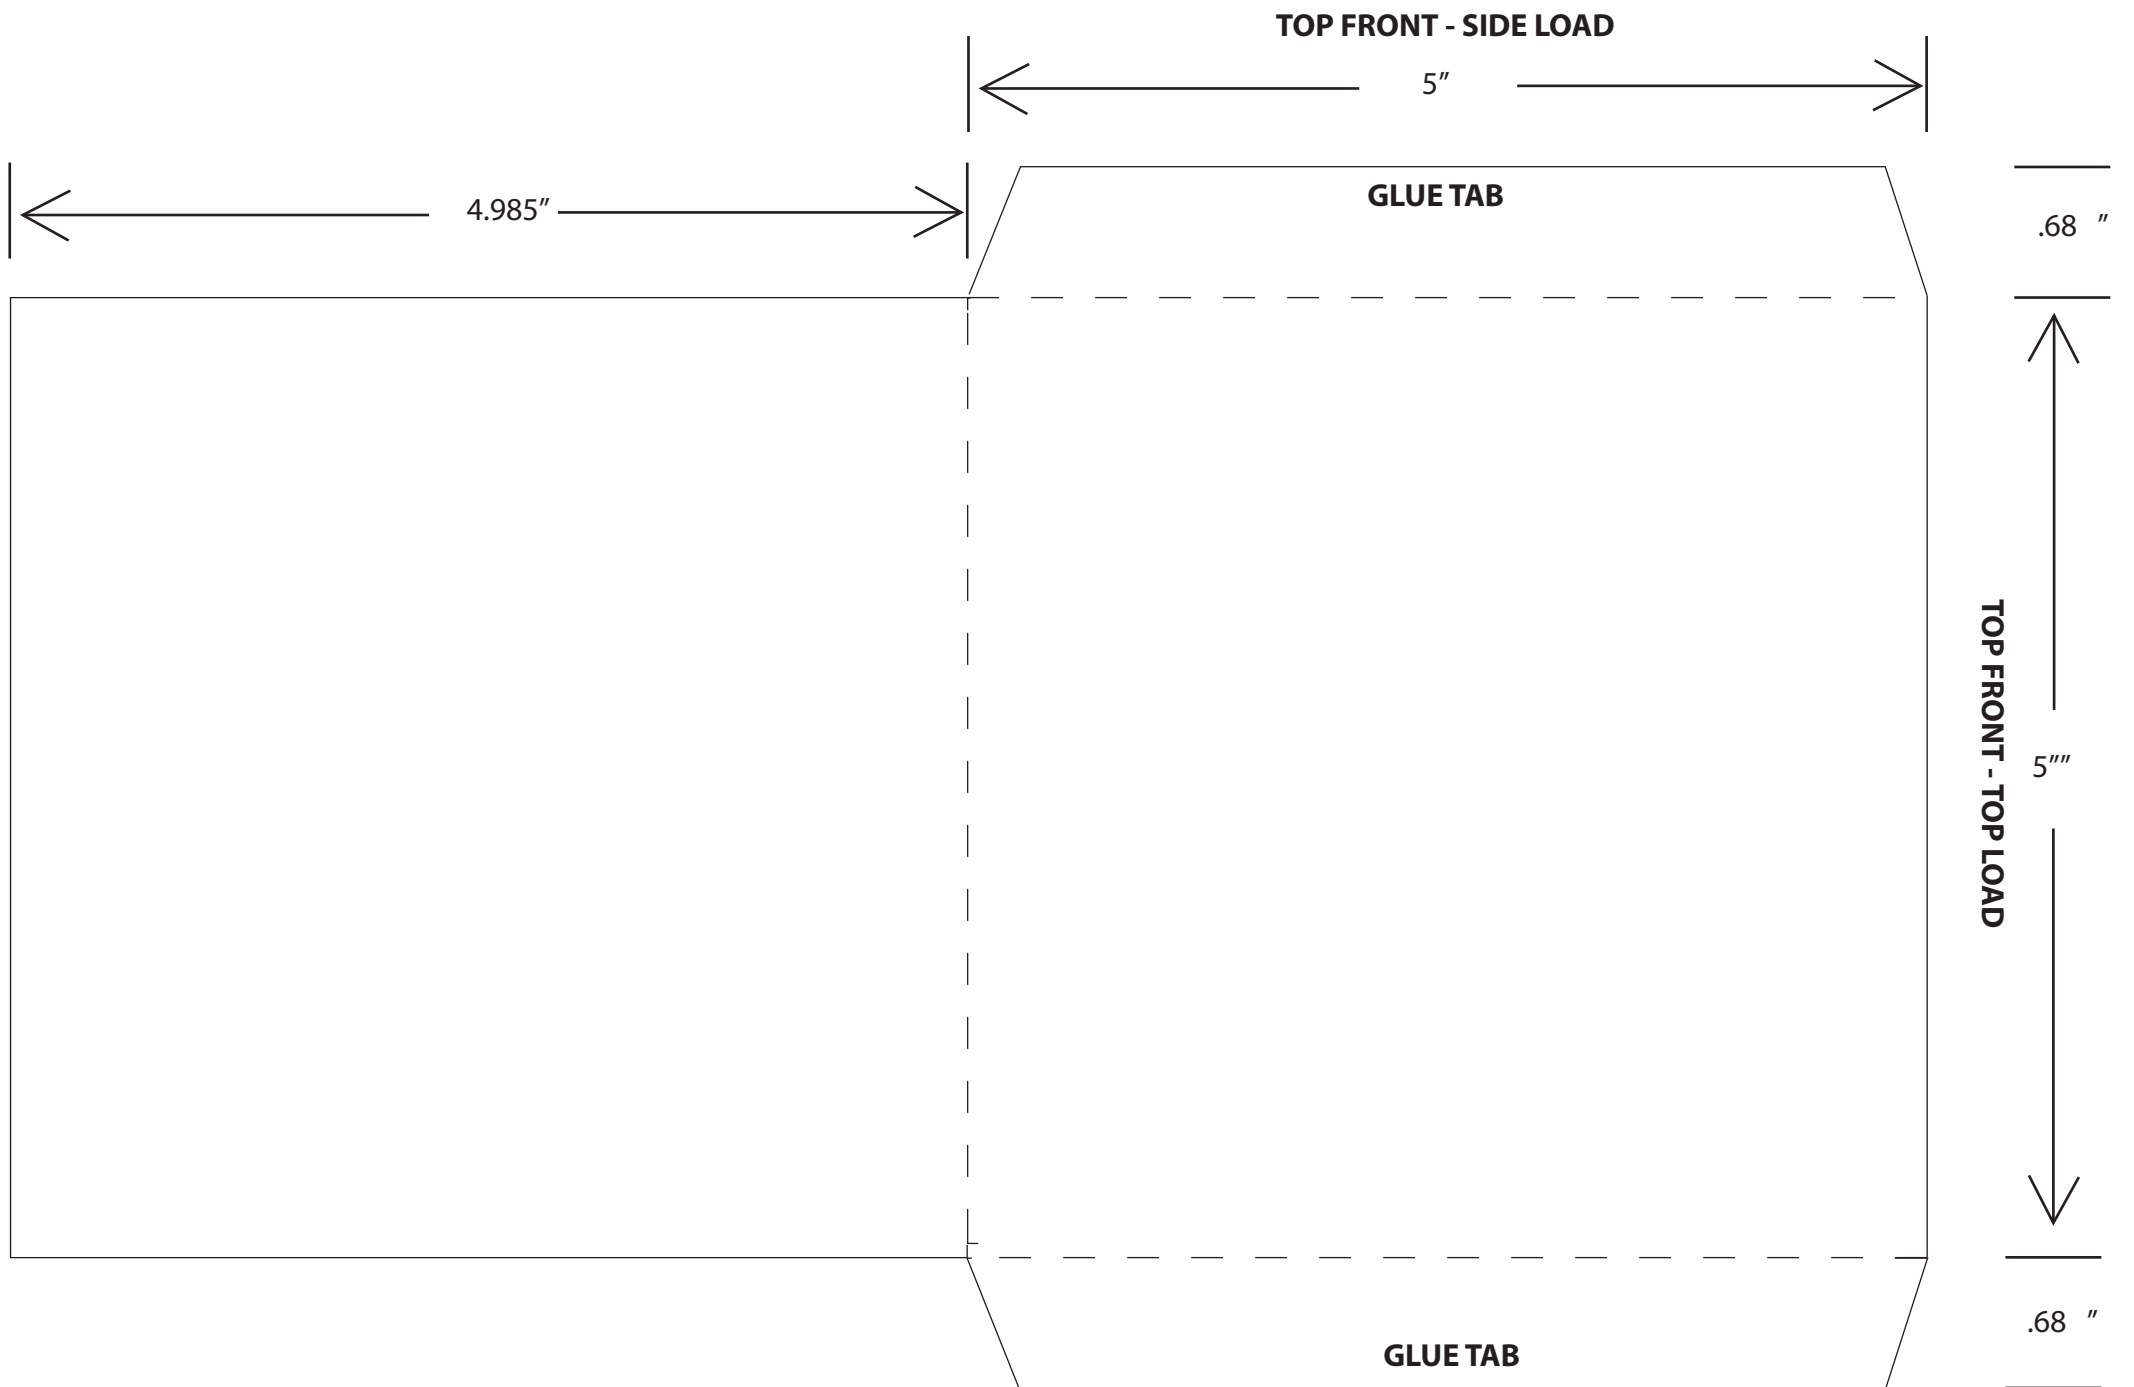 TOP FRONT - SIDE LOAD
5″
4.985″
GLUE TAB
.68 ″
TOP FRONT - TOP LOAD
5″″
.68 ″
GLUE TAB